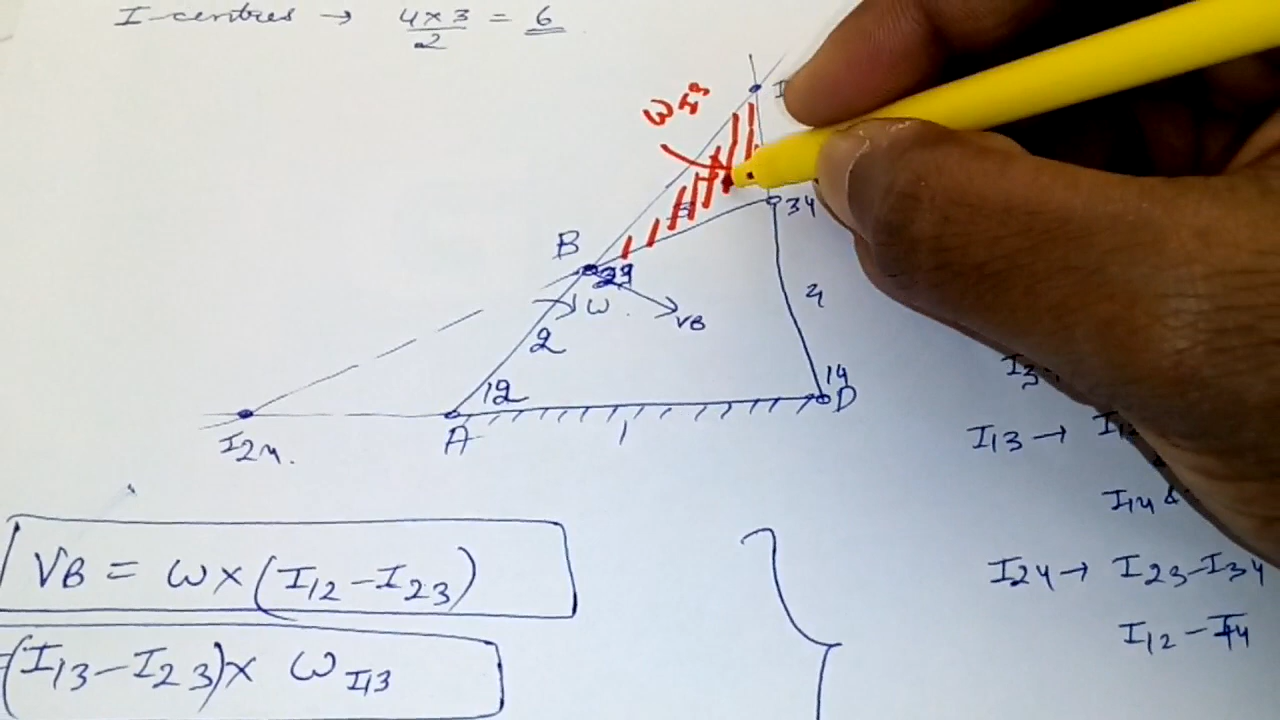 I-centres → 4×3/2 = 6
I
34
B
23
ω
VB
2
4
12
14
A
D
1
I24.
I13 →
I14 &
I24 → I23-I34
I12 - I14
VB = ω×(I12-I23)
(I13-I23)× ωI13